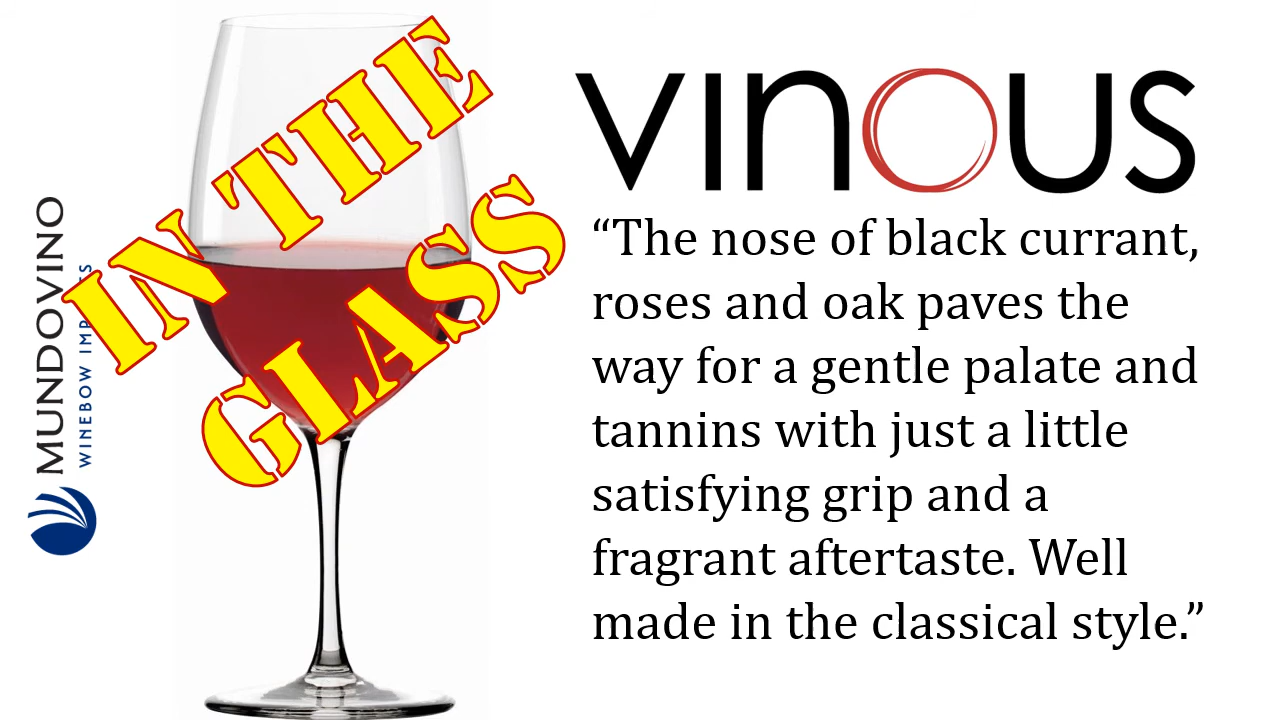 MUNDOVINO
WINEBOW
IN THE
GLASS
vinous
“The nose of black currant,
roses and oak paves the
way for a gentle palate and
tannins with just a little
satisfying grip and a
fragrant aftertaste. Well
made in the classical style.”